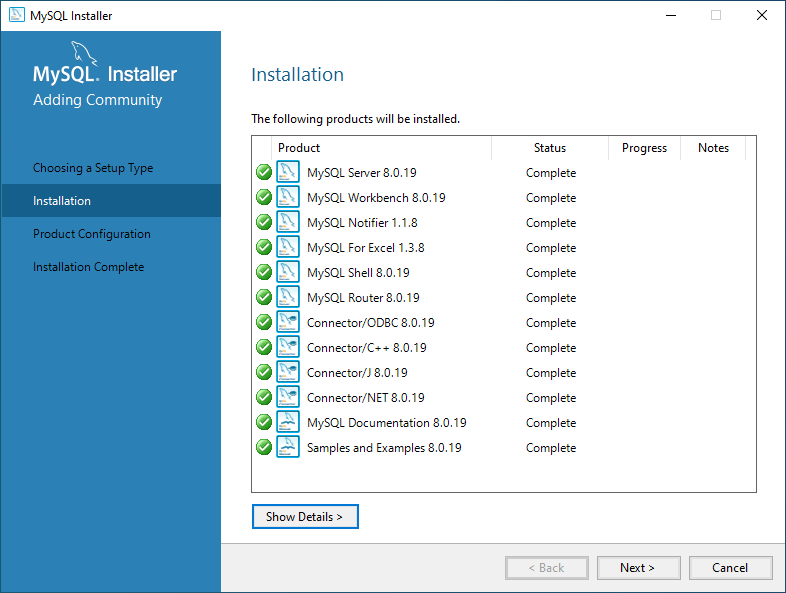 MySQL Installer
MySQL. Installer
Adding Community
Choosing a Setup Type
Installation
Product Configuration
Installation Complete
Installation
The following products will be installed.
Product Status Progress Notes
MySQL Server 8.0.19 Complete
MySQL Workbench 8.0.19 Complete
MySQL Notifier 1.1.8 Complete
MySQL For Excel 1.3.8 Complete
MySQL Shell 8.0.19 Complete
MySQL Router 8.0.19 Complete
Connector/ODBC 8.0.19 Complete
Connector/C++ 8.0.19 Complete
Connector/J 8.0.19 Complete
Connector/NET 8.0.19 Complete
MySQL Documentation 8.0.19 Complete
Samples and Examples 8.0.19 Complete
Show Details >
< Back Next > Cancel